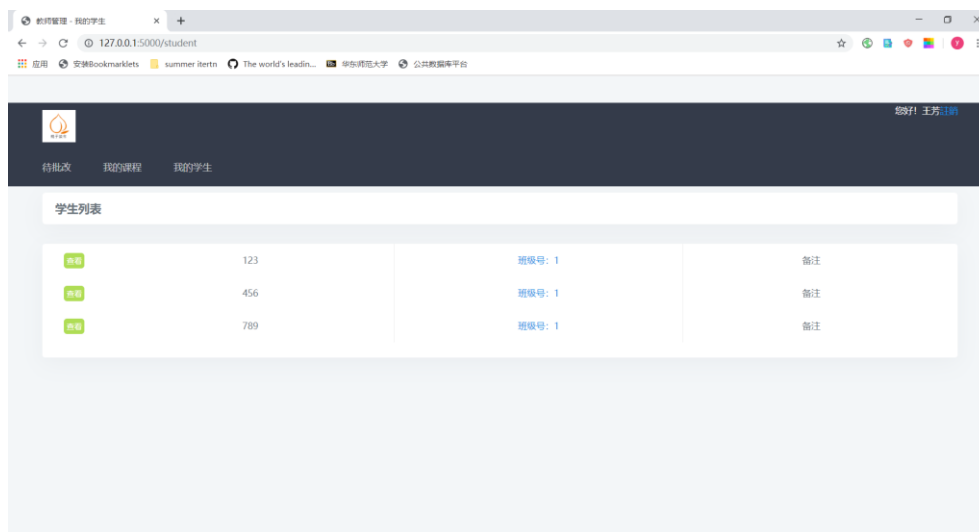 教师管理 - 我的学生
127.0.0.1:5000/student
应用 安装Bookmarklets summer itertn The world's leadin... 华东师范大学 公共数据库平台
您好！王芳注销
待批改 我的课程 我的学生
学生列表
查看 123 班级号：1 备注
查看 456 班级号：1 备注
查看 789 班级号：1 备注